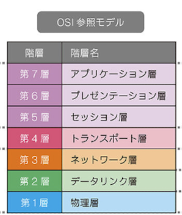 OSI 参照モデル
階層 階層名
第7層 アプリケーション層
第6層 プレゼンテーション層
第5層 セッション層
第4層 トランスポート層
第3層 ネットワーク層
第2層 データリンク層
第1層 物理層